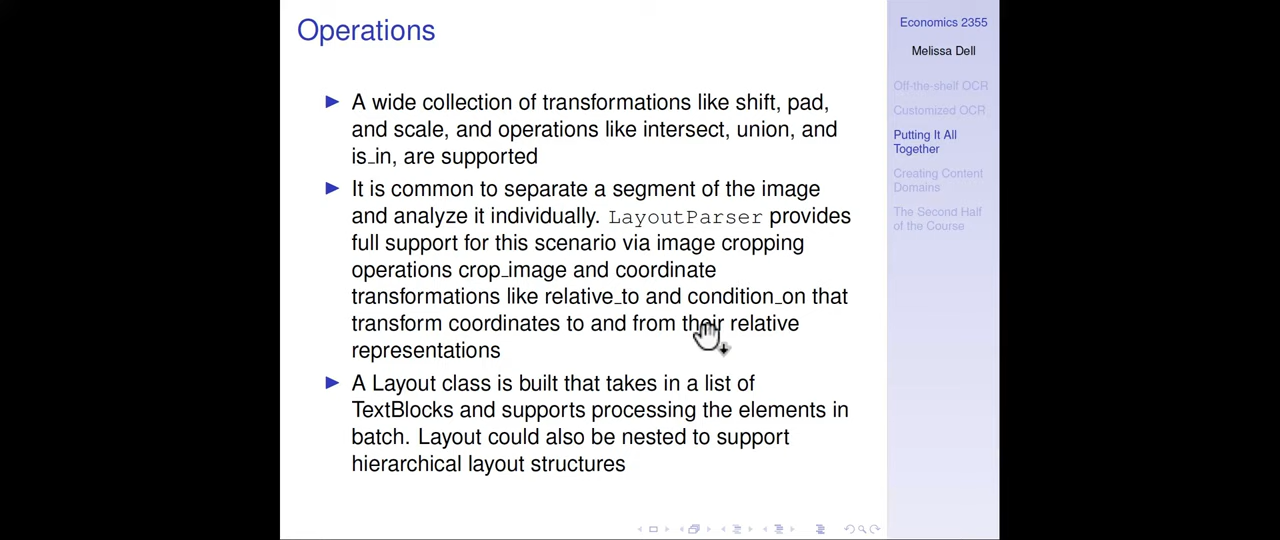 Operations
▶ A wide collection of transformations like shift, pad,
and scale, and operations like intersect, union, and
is_in, are supported
▶ It is common to separate a segment of the image
and analyze it individually. LayoutParser provides
full support for this scenario via image cropping
operations crop_image and coordinate
transformations like relative_to and condition_on that
transform coordinates to and from their relative
representations
▶ A Layout class is built that takes in a list of
TextBlocks and supports processing the elements in
batch. Layout could also be nested to support
hierarchical layout structures
Economics 2355
Melissa Dell
Off-the-shelf OCR
Customized OCR
Putting It All
Together
Creating Content
Domains
The Second Half
of the Course